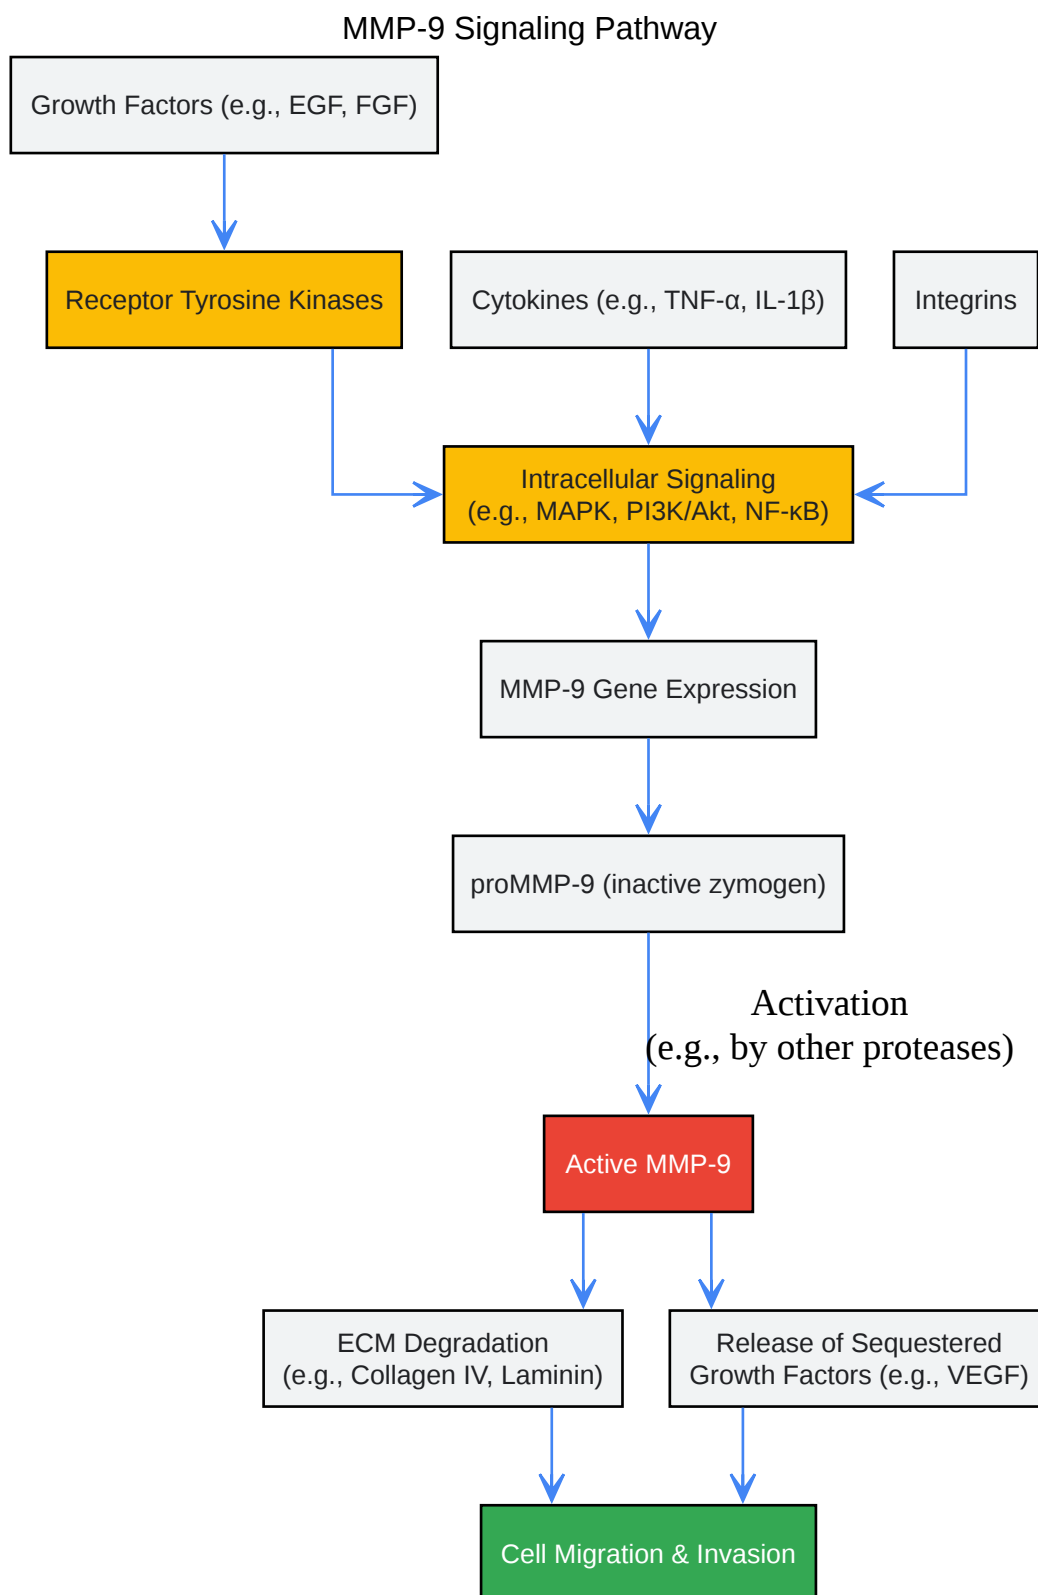 MMP-9 Signaling Pathway
Growth Factors (e.g., EGF, FGF)
Receptor Tyrosine Kinases
Cytokines (e.g., TNF-α, IL-1β)
Integrins
Intracellular Signaling
(e.g., MAPK, PI3K/Akt, NF-κB)
MMP-9 Gene Expression
proMMP-9 (inactive zymogen)
Activation
(e.g., by other proteases)
Active MMP-9
ECM Degradation
(e.g., Collagen IV, Laminin)
Release of Sequestered
Growth Factors (e.g., VEGF)
Cell Migration & Invasion